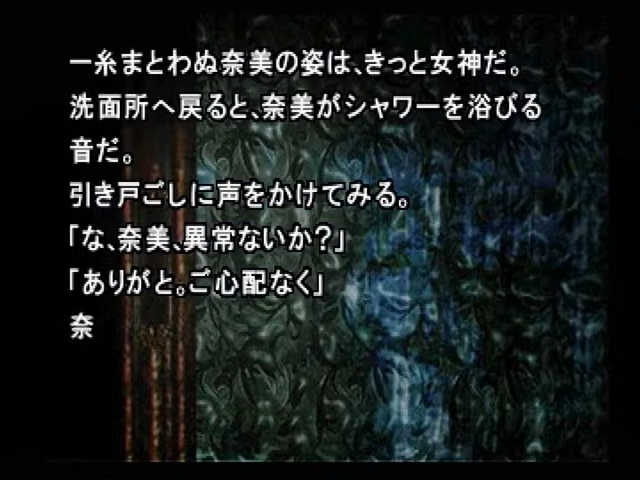 一糸まとわぬ奈美の姿は、きっと女神だ。
洗面所へ戻ると、奈美がシャワーを浴びる
音だ。
引き戸ごしに声をかけてみる。
「な、奈美、異常ないか？」
「ありがと。ご心配なく」
奈